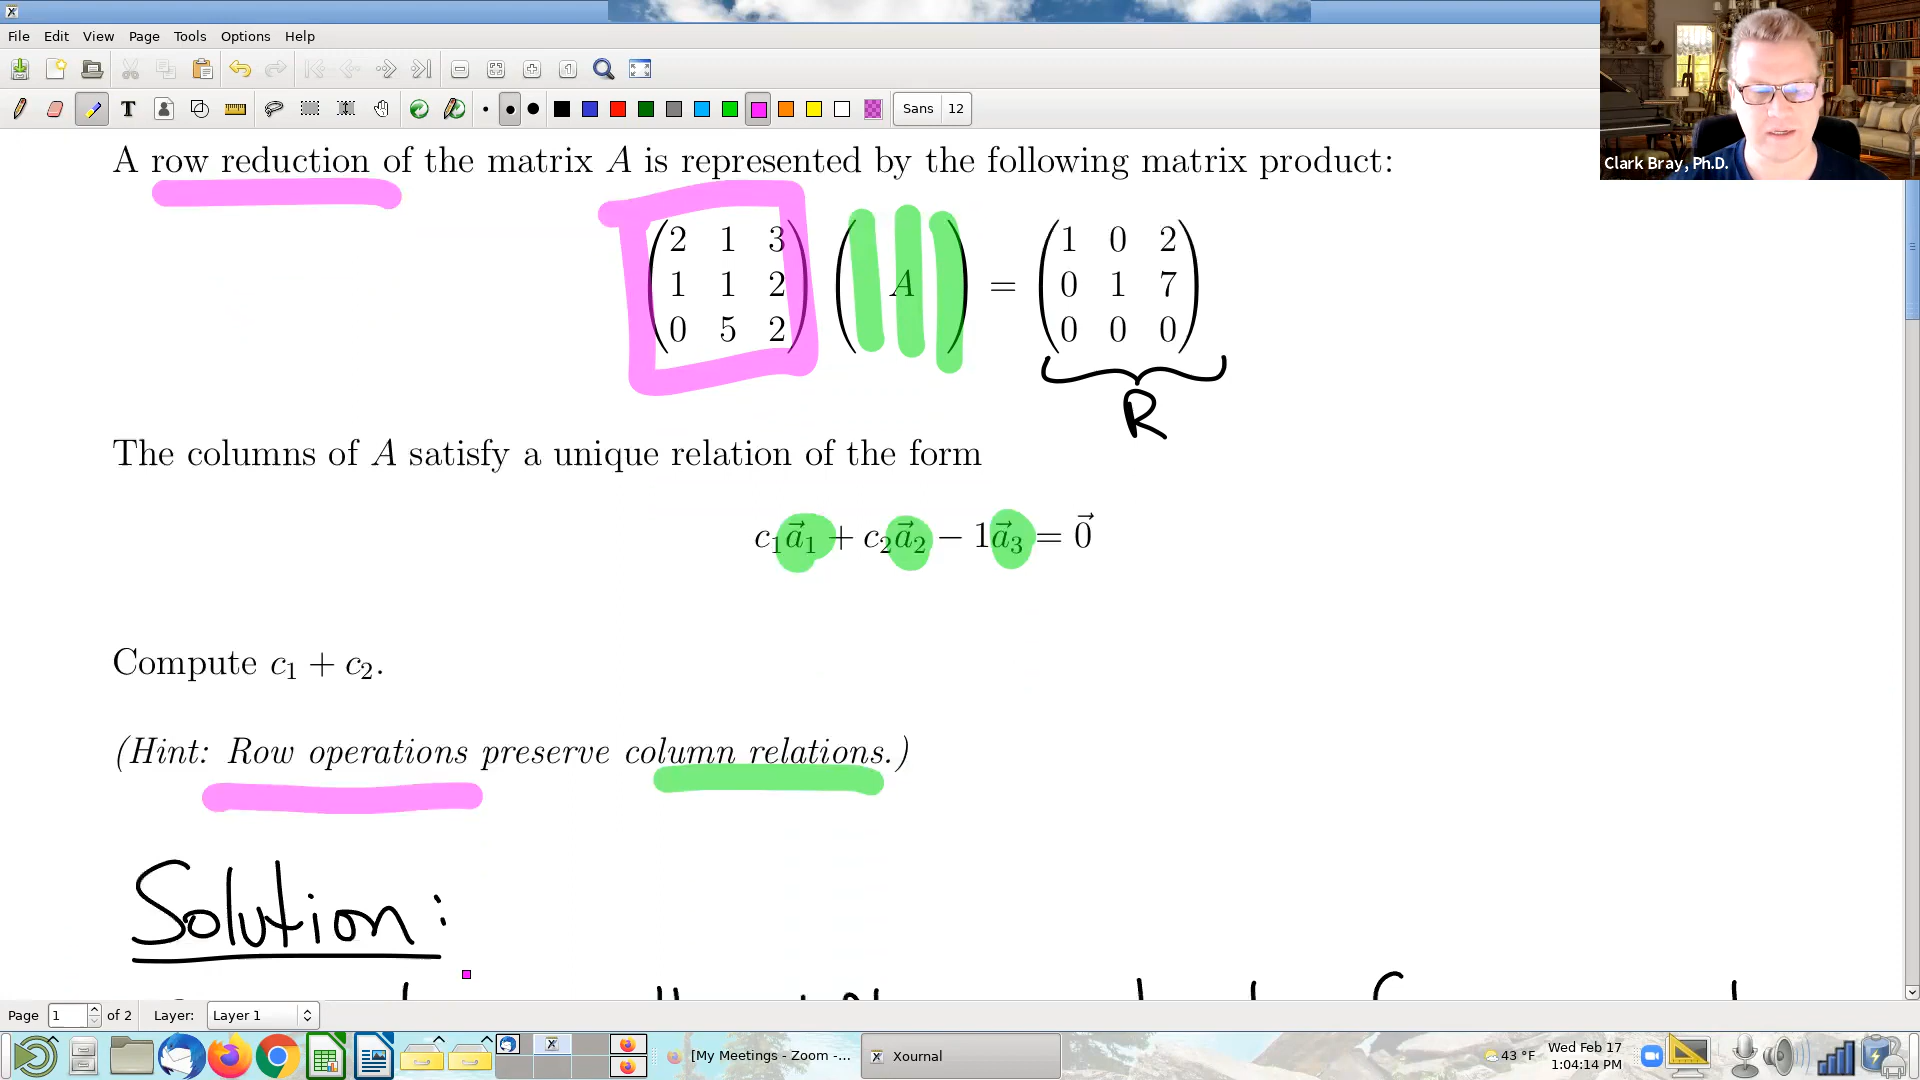 File Edit View Page Tools Options Help
Sans 12
Clark Bray, Ph.D.
A row reduction of the matrix A is represented by the following matrix product:
(2 1 3
1 1 2
0 5 2) (A) = (1 0 2
0 1 7
0 0 0)
R
The columns of A satisfy a unique relation of the form
c₁a⃗₁ + c₂a⃗₂ − 1a⃗₃ = 0⃗
Compute c₁ + c₂.
(Hint: Row operations preserve column relations.)
Solution:
Page 1 of 2 Layer: Layer 1
[My Meetings - Zoom -... Xournal 43 °F Wed Feb 17
1:04:14 PM